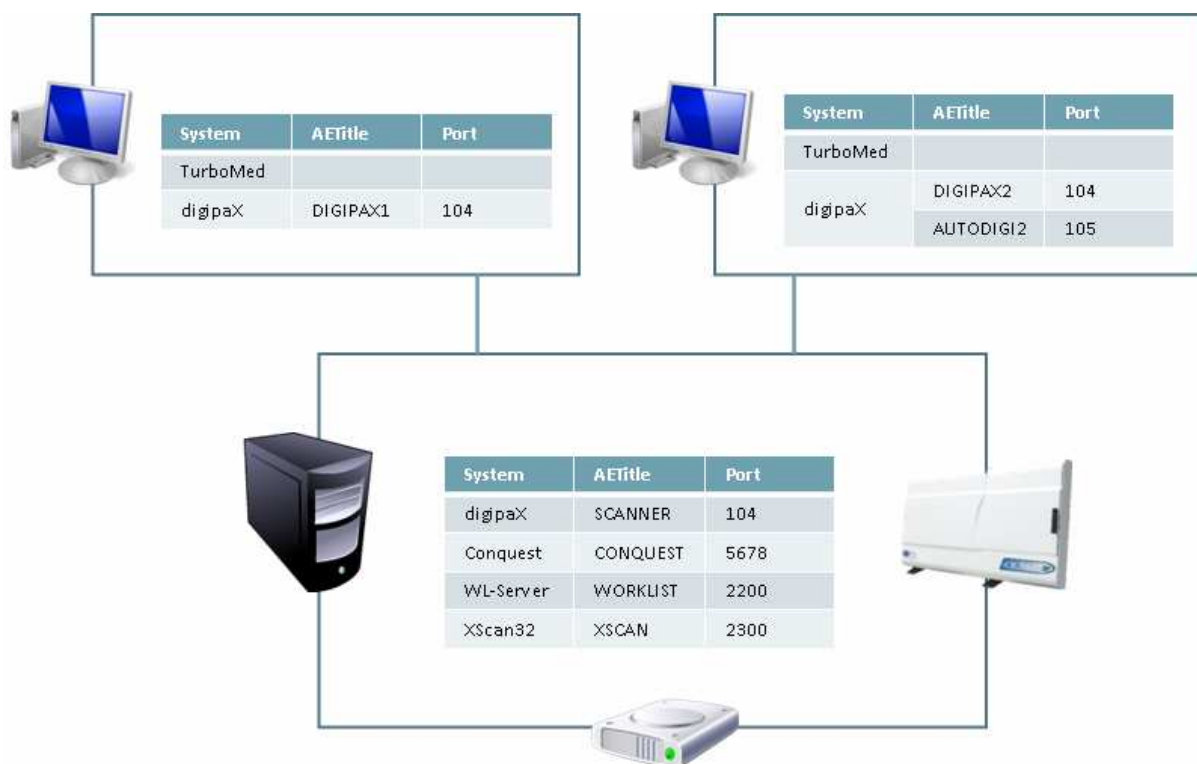 System AETitle Port
TurboMed
digipaX DIGIPAX1 104
System AETitle Port
TurboMed
digipaX
DIGIPAX2 104
AUTODIGI2 105
System AETitle Port
digipaX SCANNER 104
Conquest CONQUEST 5678
WL-Server WORKLIST 2200
XScan32 XSCAN 2300